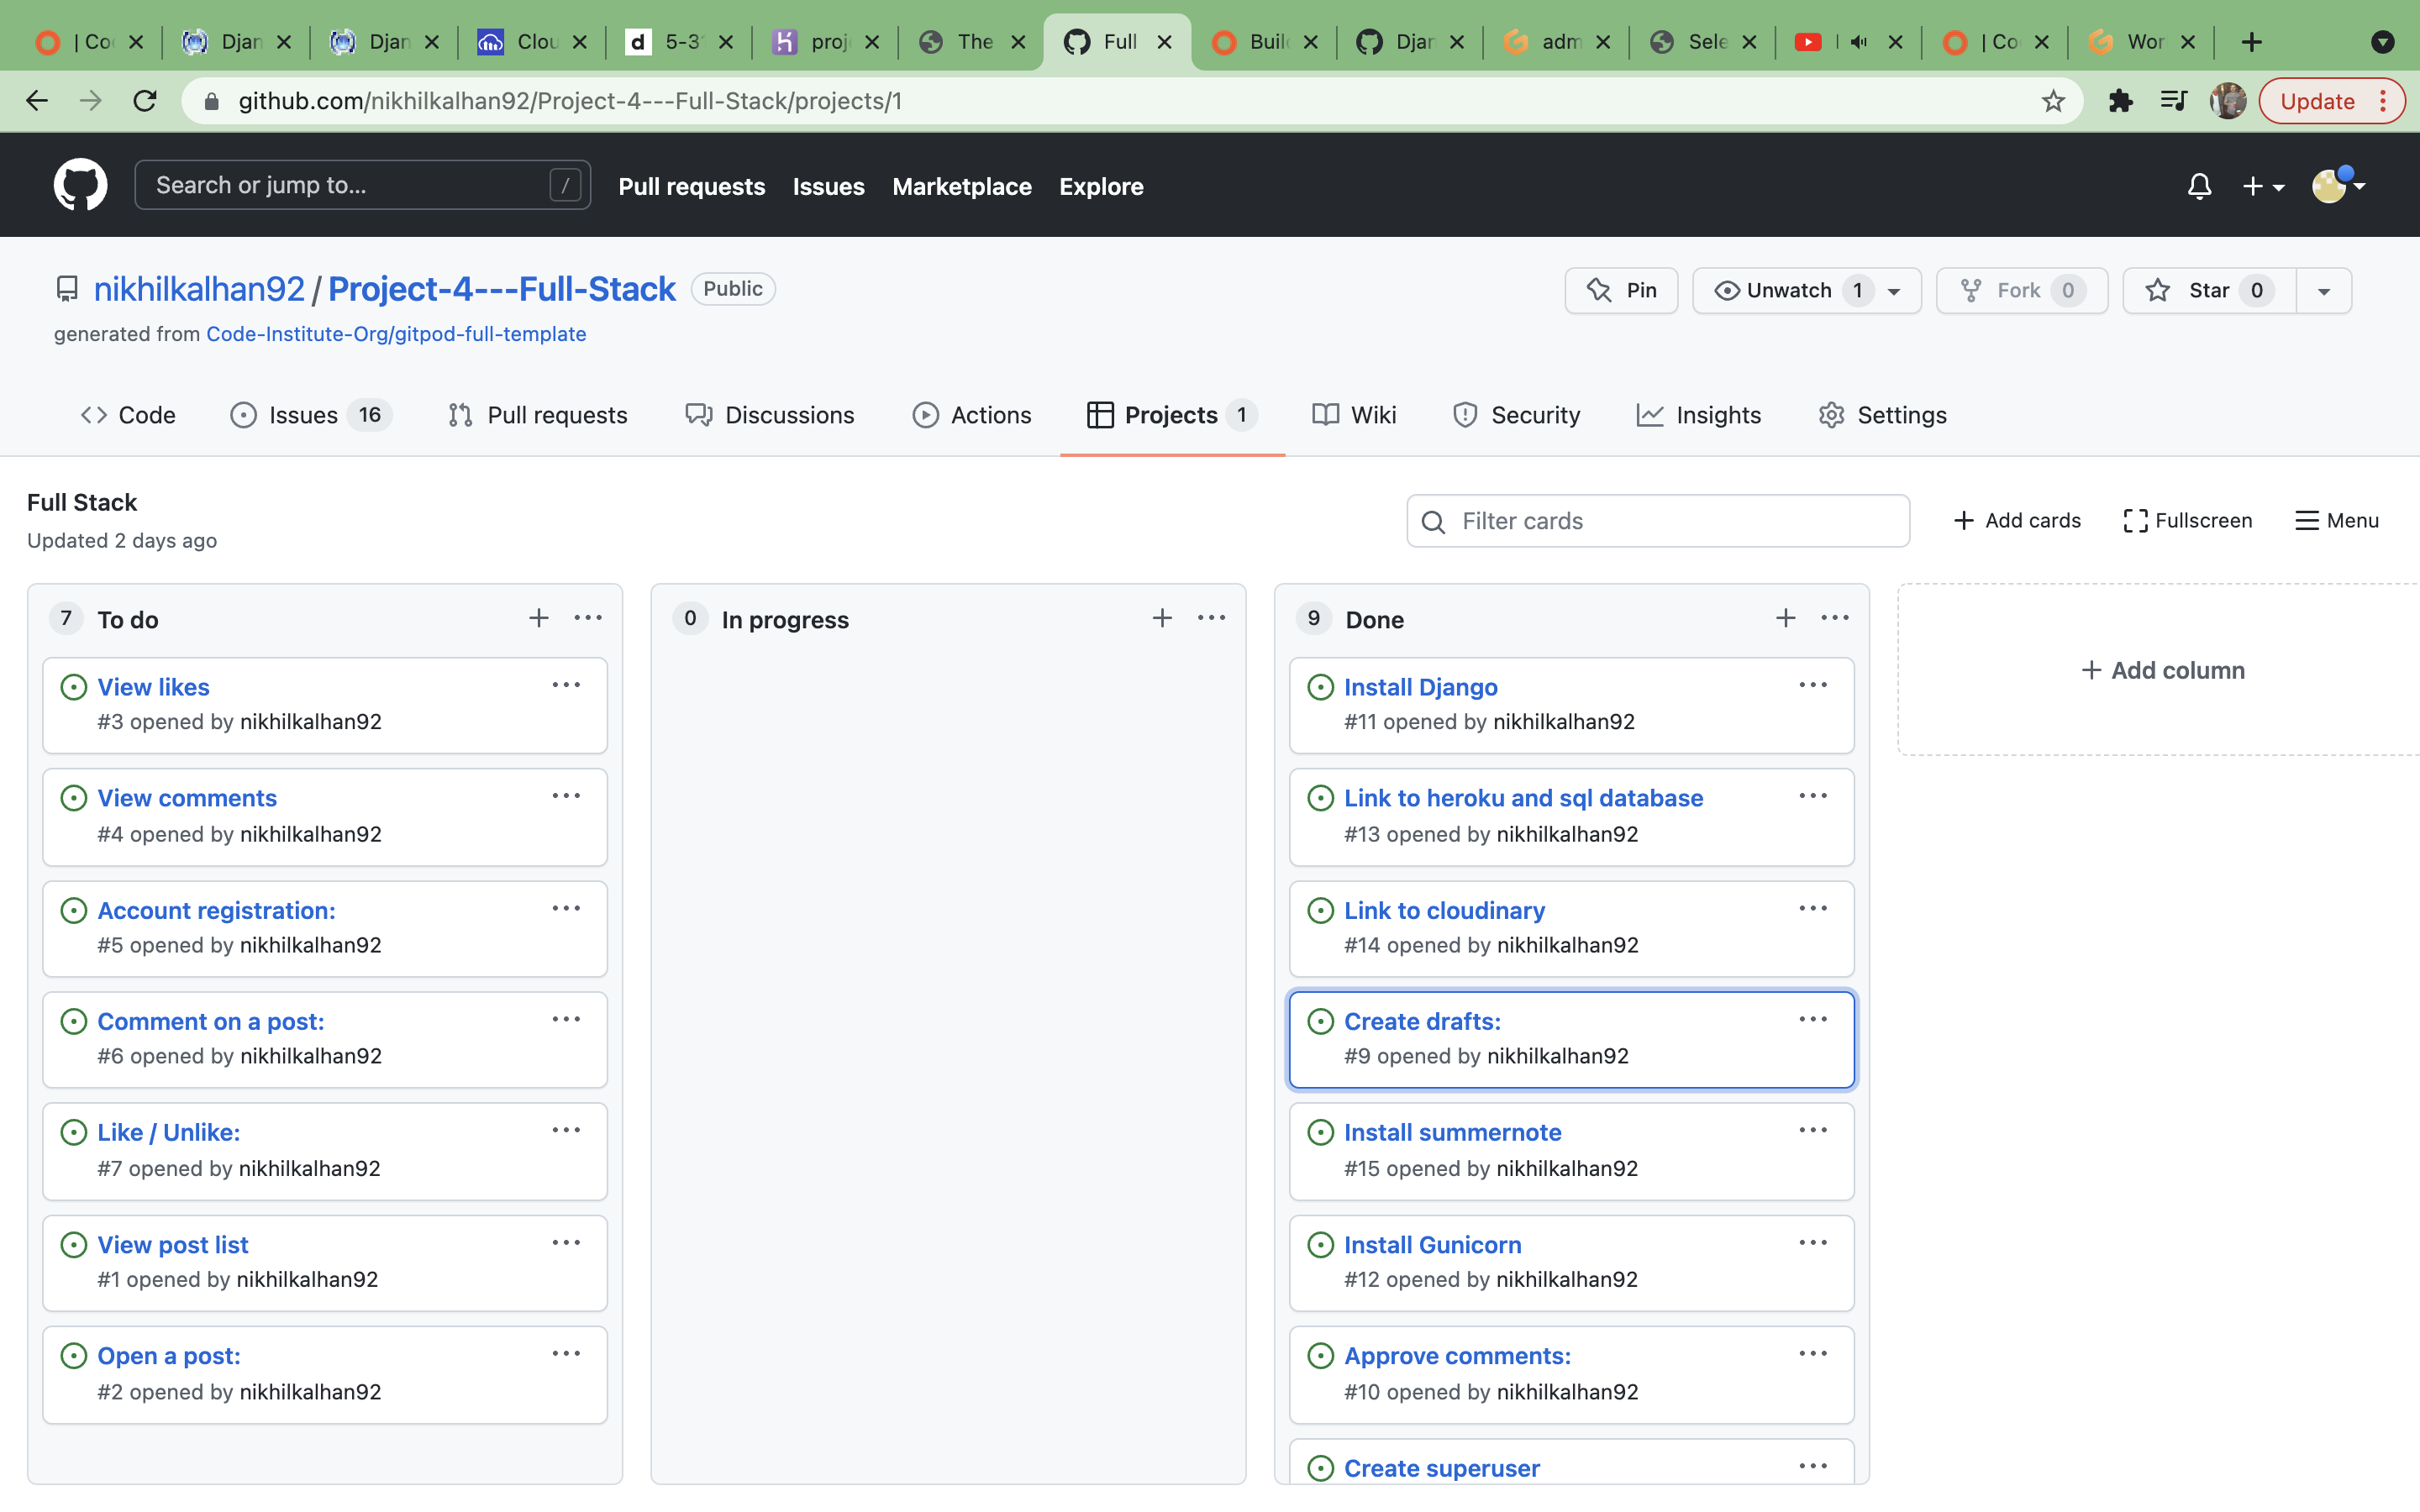 | Co
Djan
Djan
Clou
5-3
proj
The
Full
Buil
Djan
adm
Sele
| Co
Wor
github.com/nikhilkalhan92/Project-4---Full-Stack/projects/1
Update
Search or jump to...
/
Pull requests
Issues
Marketplace
Explore
nikhilkalhan92 / Project-4---Full-Stack Public
generated from Code-Institute-Org/gitpod-full-template
Pin
Unwatch 1
Fork 0
Star 0
Code
Issues 16
Pull requests
Discussions
Actions
Projects 1
Wiki
Security
Insights
Settings
Full Stack
Updated 2 days ago
Filter cards
Add cards
Fullscreen
Menu
7 To do
View likes
#3 opened by nikhilkalhan92
View comments
#4 opened by nikhilkalhan92
Account registration:
#5 opened by nikhilkalhan92
Comment on a post:
#6 opened by nikhilkalhan92
Like / Unlike:
#7 opened by nikhilkalhan92
View post list
#1 opened by nikhilkalhan92
Open a post:
#2 opened by nikhilkalhan92
0 In progress
9 Done
Install Django
#11 opened by nikhilkalhan92
Link to heroku and sql database
#13 opened by nikhilkalhan92
Link to cloudinary
#14 opened by nikhilkalhan92
Create drafts:
#9 opened by nikhilkalhan92
Install summernote
#15 opened by nikhilkalhan92
Install Gunicorn
#12 opened by nikhilkalhan92
Approve comments:
#10 opened by nikhilkalhan92
Create superuser
Add column